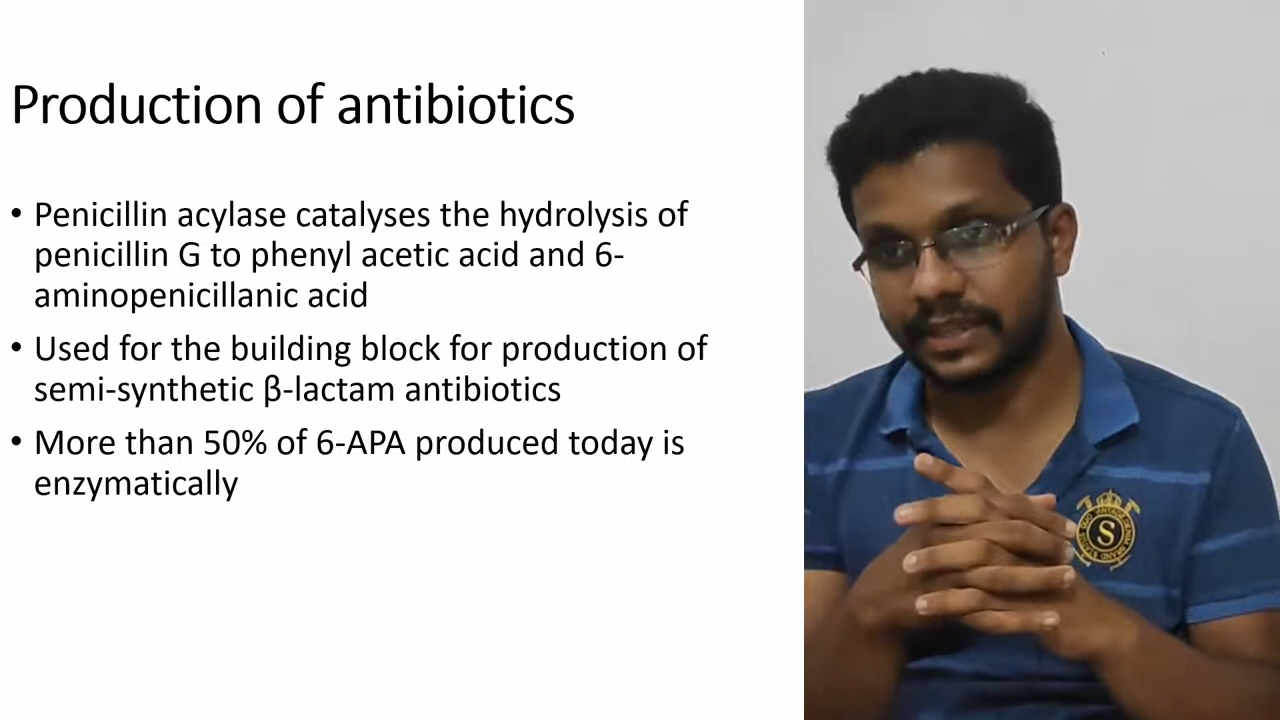 Production of antibiotics
• Penicillin acylase catalyses the hydrolysis of
penicillin G to phenyl acetic acid and 6-
aminopenicillanic acid
• Used for the building block for production of
semi-synthetic β-lactam antibiotics
• More than 50% of 6-APA produced today is
enzymatically
S